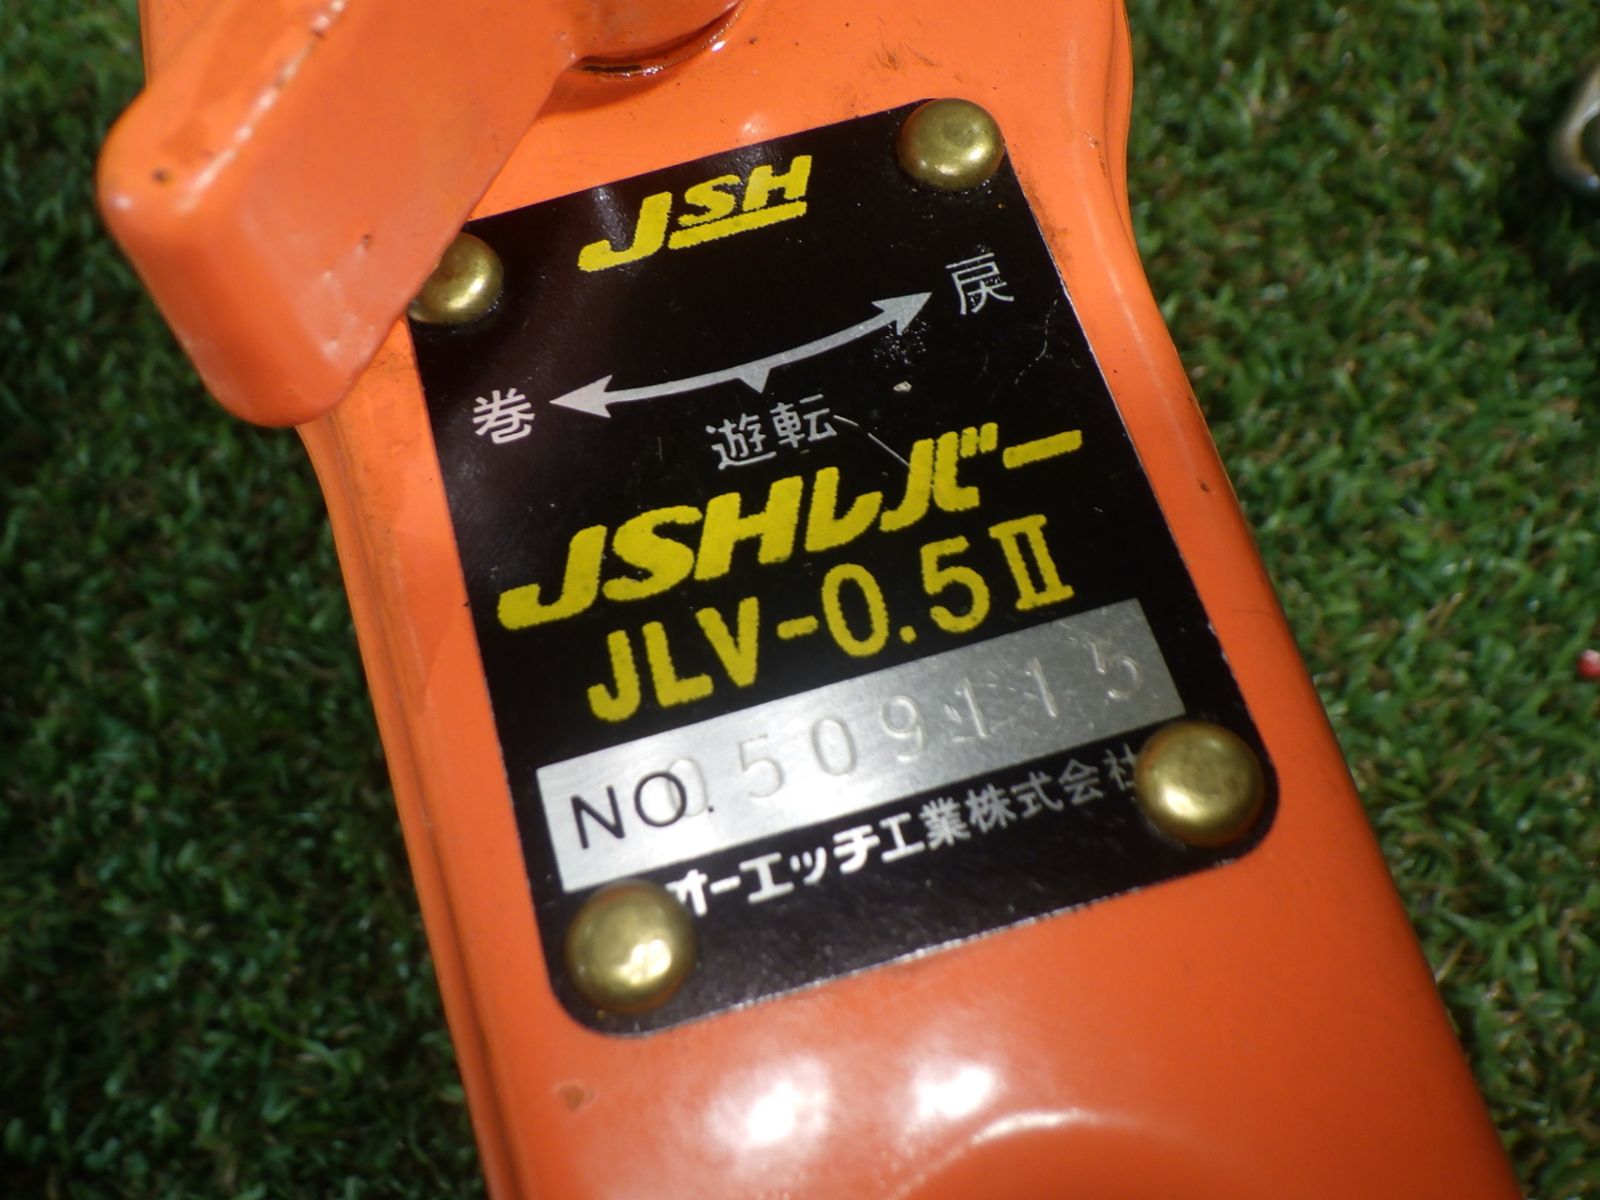 JSH
戻
巻
遊転
JSHレバー
JLV-0.5Ⅱ
NO. 0509115
オーエッチ工業株式会社